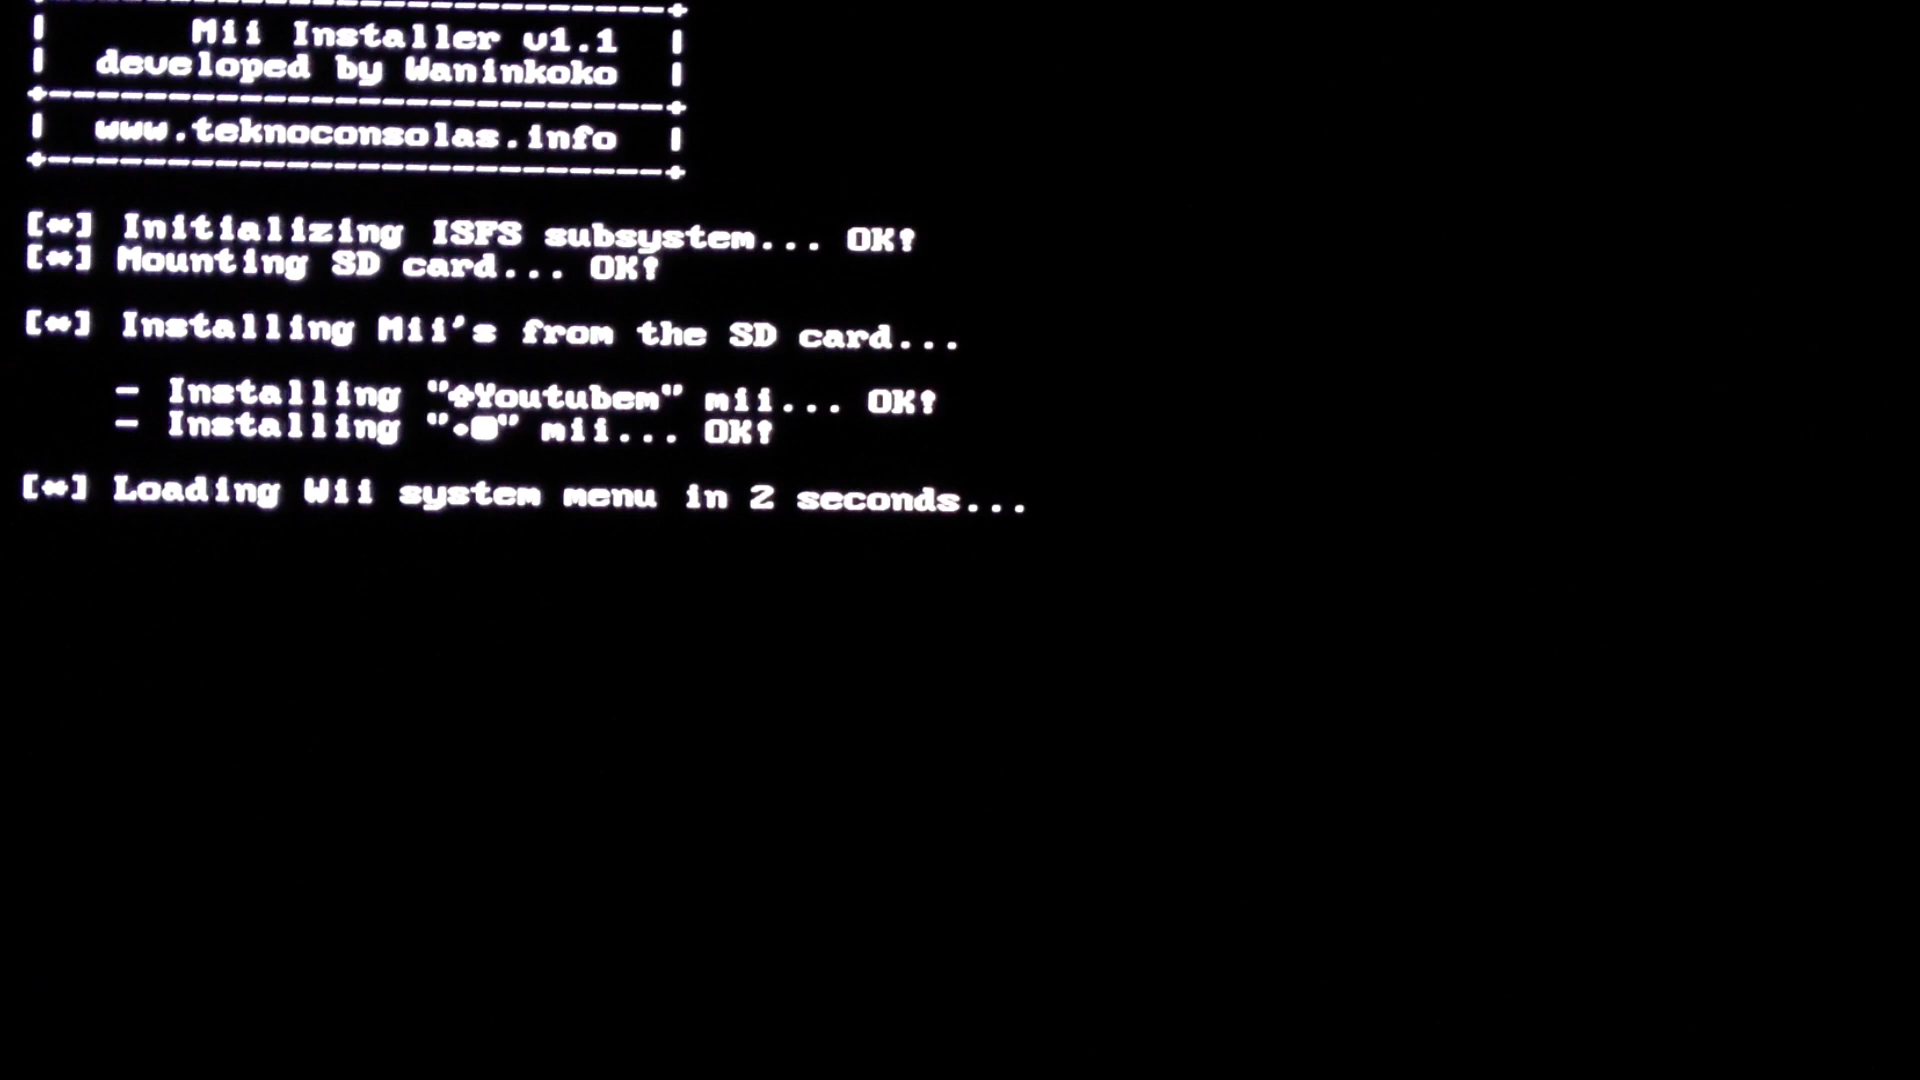 +---------------------------+
| Mii Installer v1.1 |
| developed by Waninkoko |
+---------------------------+
| www.teknoconsolas.info |
+---------------------------+
[*] Initializing ISFS subsystem... OK!
[*] Mounting SD card... OK!
[*] Installing Mii's from the SD card...
- Installing "♣Youtubem" mii... OK!
- Installing "•◘" mii... OK!
[*] Loading Wii system menu in 2 seconds...